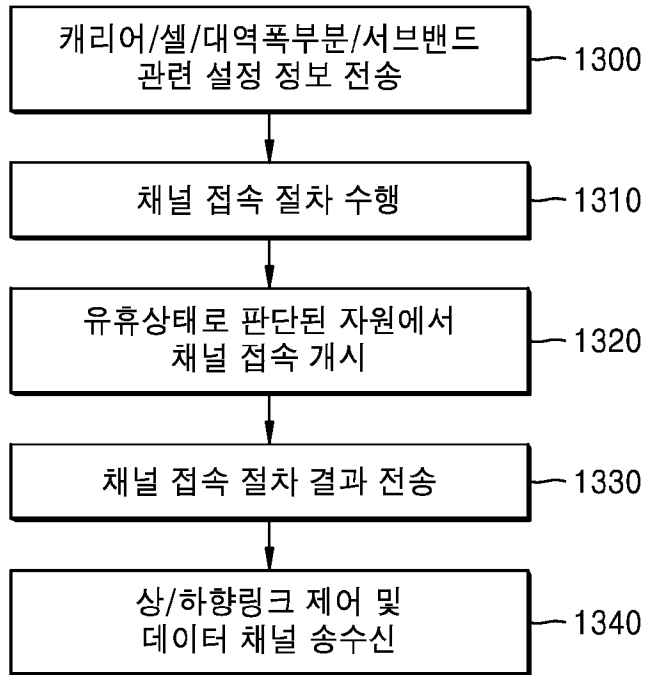 캐리어/셀/대역폭부분/서브밴드
관련 설정 정보 전송
1300
채널 접속 절차 수행
1310
유휴상태로 판단된 자원에서
채널 접속 개시
1320
채널 접속 절차 결과 전송
1330
상/하향링크 제어 및
데이터 채널 송수신
1340